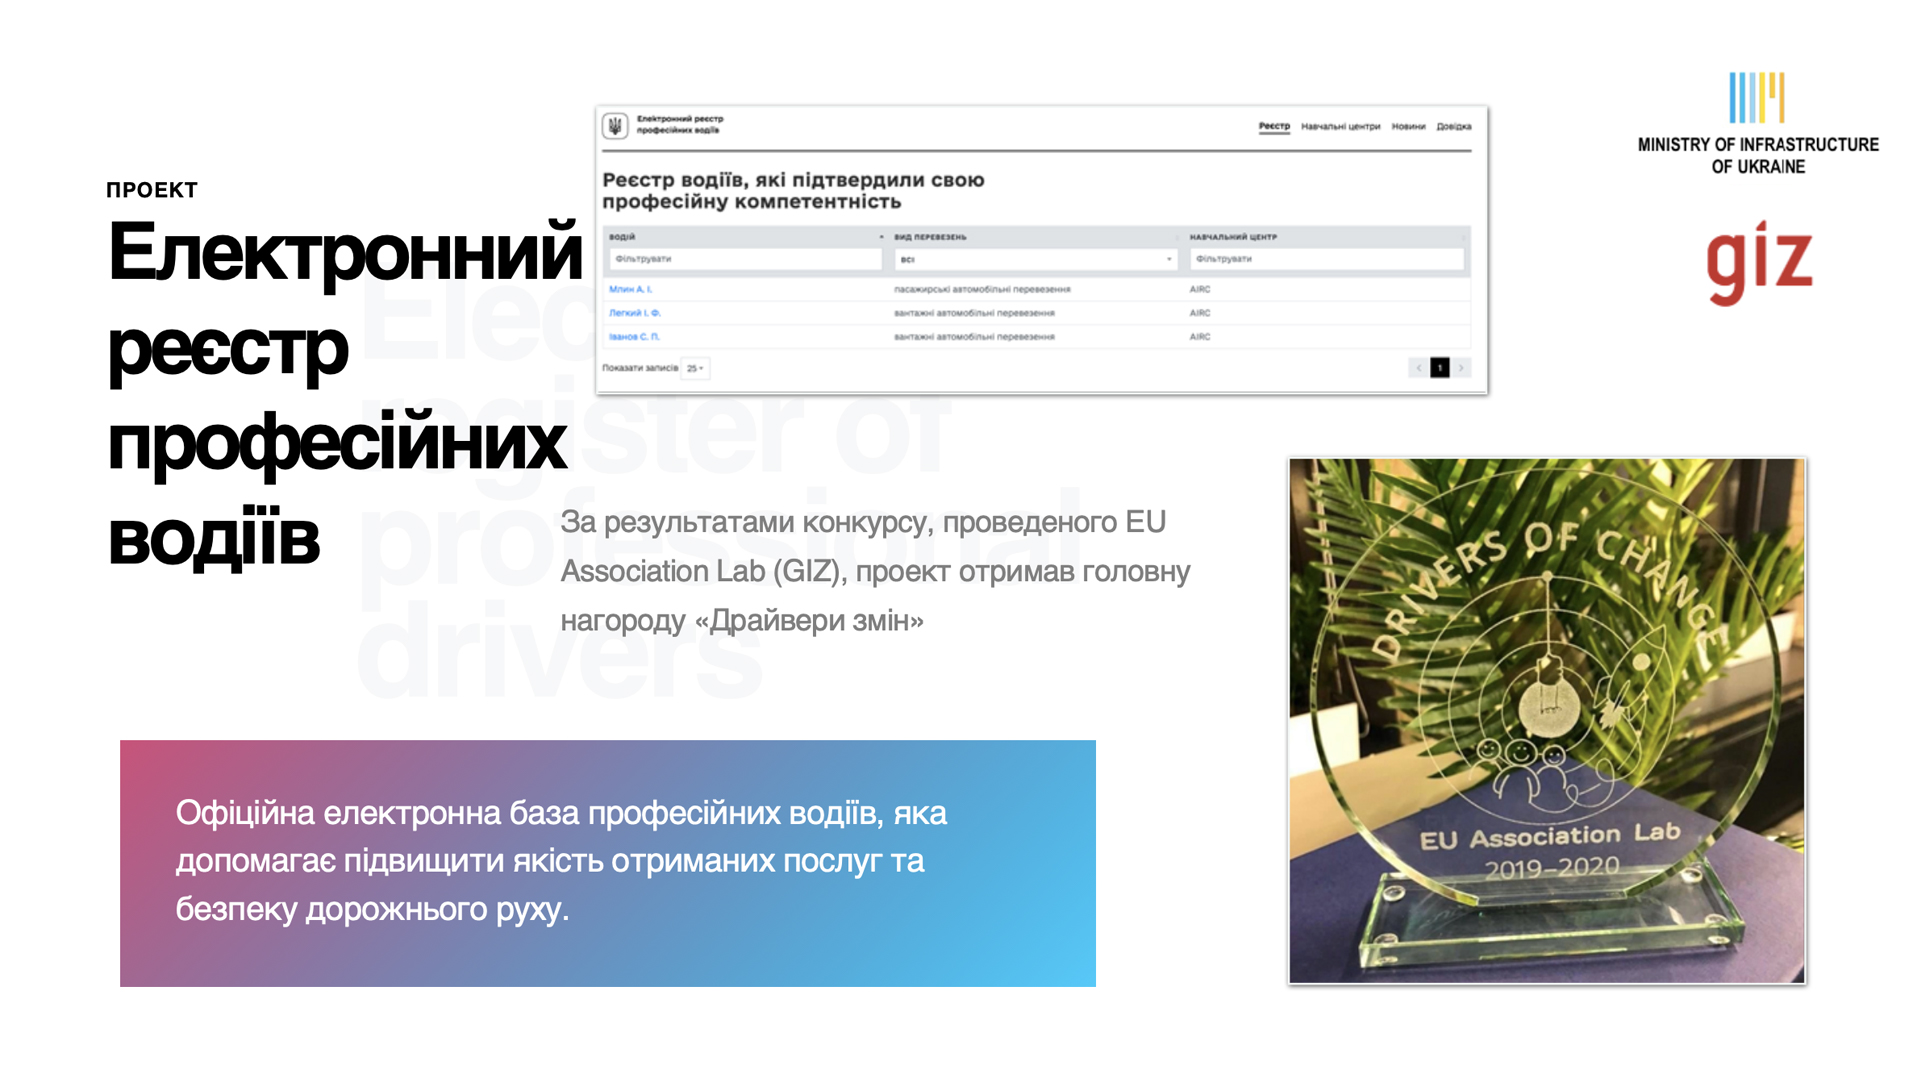 ПРОЕКТ
Електронний
реєстр
професійних
водіїв
Electronic
register of
professional
drivers
Електронний реєстр
професійних водіїв
Реєстр Навчальні центри Новини Довідка
Реєстр водіїв, які підтвердили свою
професійну компетентність
ВОДІЙ ВИД ПЕРЕВЕЗЕНЬ НАВЧАЛЬНИЙ ЦЕНТР
Фільтрувати ВСІ Фільтрувати
Млин А. І. пасажирські автомобільні перевезення AIRC
Легкий І. Ф. вантажні автомобільні перевезення AIRC
Іванов С. П. вантажні автомобільні перевезення AIRC
Показати записів 25 1
MINISTRY OF INFRASTRUCTURE
OF UKRAINE
giz
За результатами конкурсу, проведеного EU
Association Lab (GIZ), проект отримав головну
нагороду «Драйвери змін»
DRIVERS OF CHANGE
EU Association Lab
2019–2020
Офіційна електронна база професійних водіїв, яка
допомагає підвищити якість отриманих послуг та
безпеку дорожнього руху.